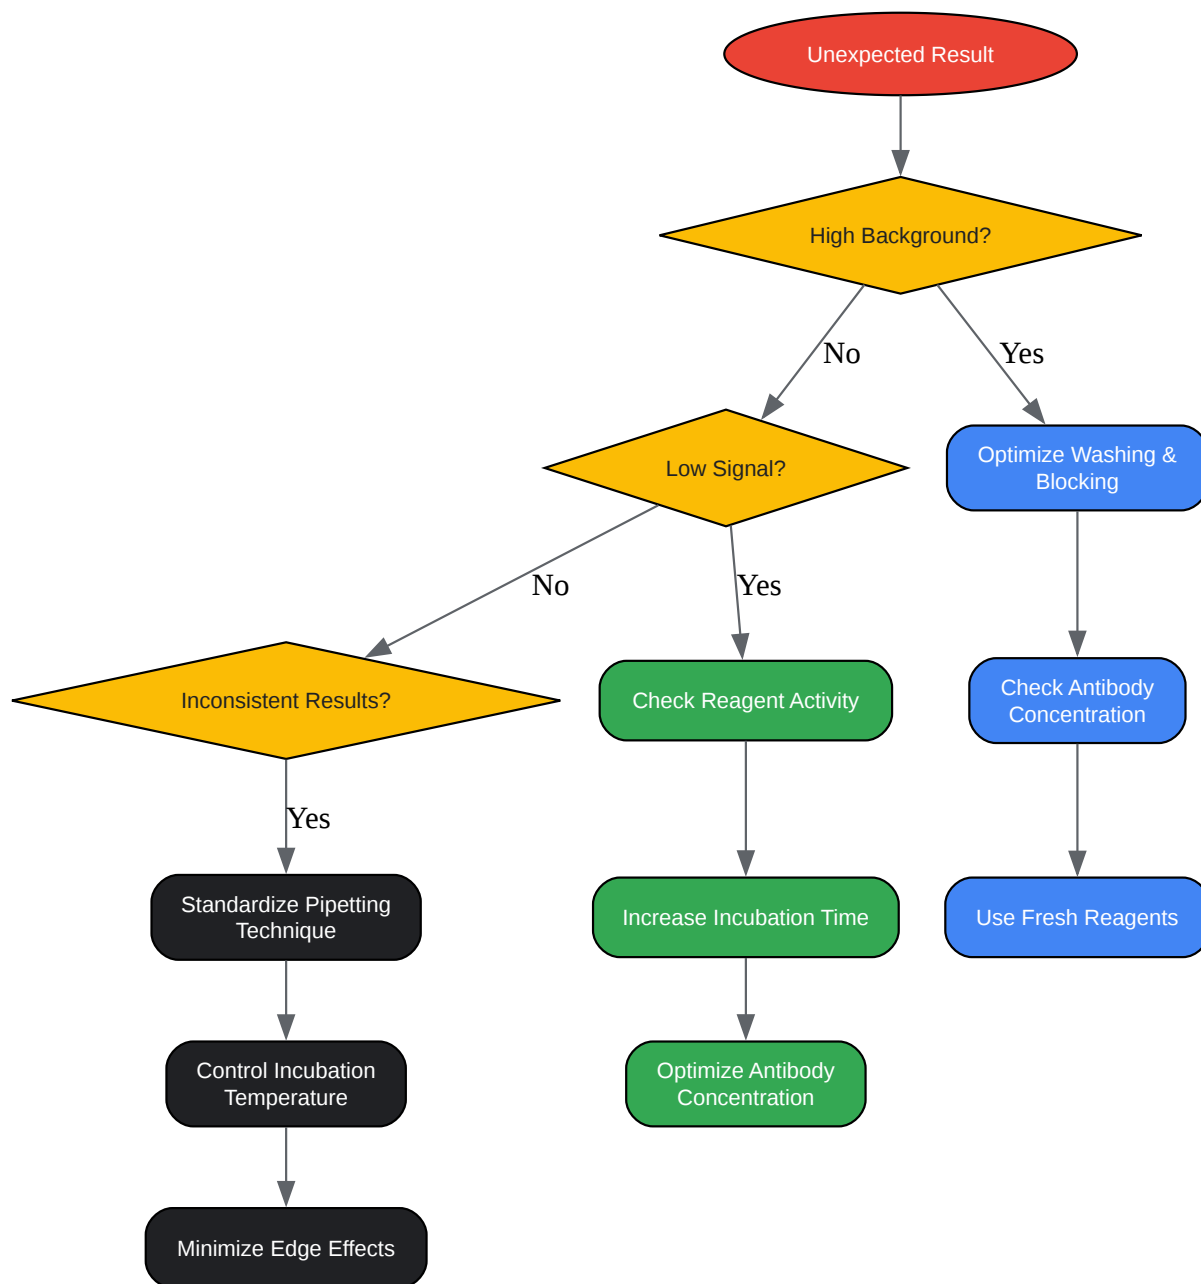 Unexpected Result
High Background?
No
Yes
Low Signal?
Optimize Washing &
Blocking
No
Yes
Inconsistent Results?
Check Reagent Activity
Check Antibody
Concentration
Yes
Standardize Pipetting
Technique
Increase Incubation Time
Use Fresh Reagents
Control Incubation
Temperature
Optimize Antibody
Concentration
Minimize Edge Effects